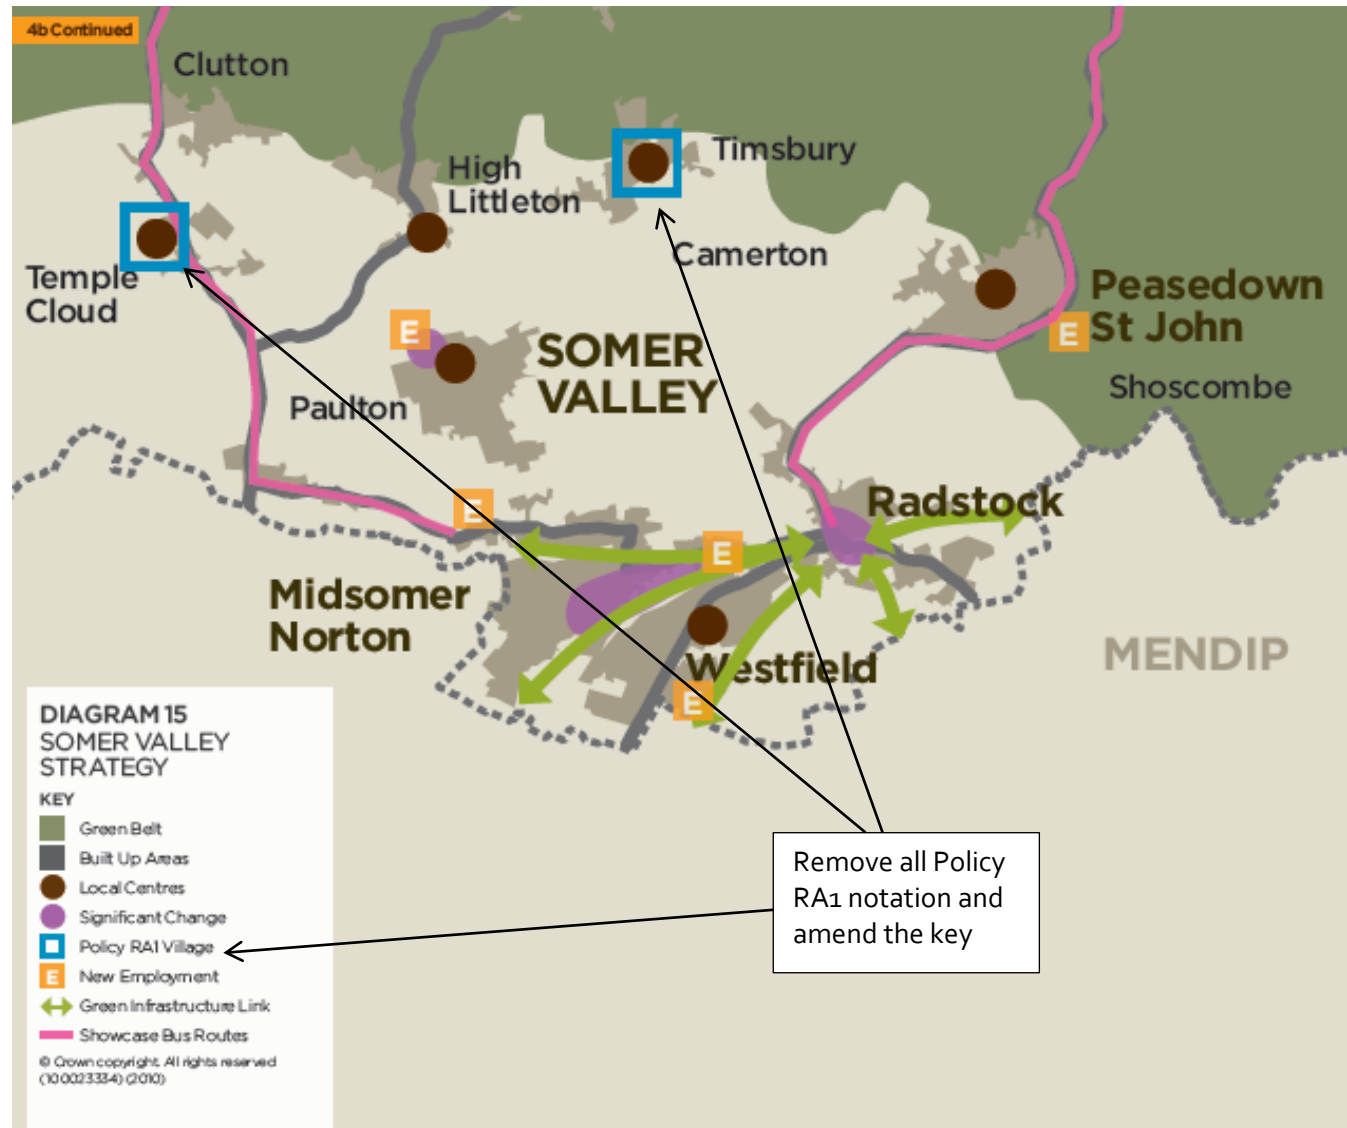 4b Continued
Clutton
High
Littleton
Timsbury
Temple
Cloud
Camerton
Peasedown
St John
E
E
SOMER
VALLEY
Shoscombe
Paulton
E
Radstock
E
Midsomer
Norton
Westfield
E
MENDIP
DIAGRAM 15
SOMER VALLEY
STRATEGY
KEY
Green Belt
Built Up Areas
Local Centres
Significant Change
Policy RA1 Village
E New Employment
Green Infrastructure Link
Showcase Bus Routes
© Crown copyright. All rights reserved
(100023334) (2010)
Remove all Policy
RA1 notation and
amend the key